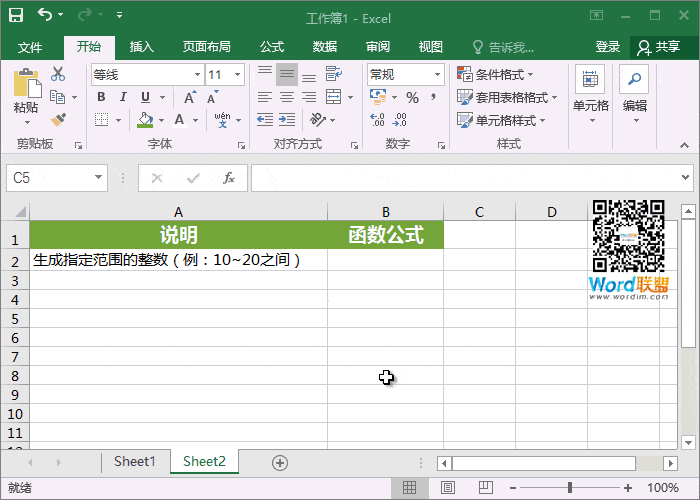 工作簿1 - Excel
文件 开始 插入 页面布局 公式 数据 审阅 视图 告诉我... 登录 共享
粘贴 等线 11 常规 条件格式 套用表格格式 单元格样式 单元格 编辑
B I U A A % ,
A wén 文 .00 .00
剪贴板 字体 对齐方式 数字 样式
C5 fx
A B C D
1 说明 函数公式
2 生成指定范围的整数（例：10~20之间）
3
4
5
6
7
8
9
10
11
Word联盟
www.wordlm.com
Sheet1 Sheet2
就绪 100%